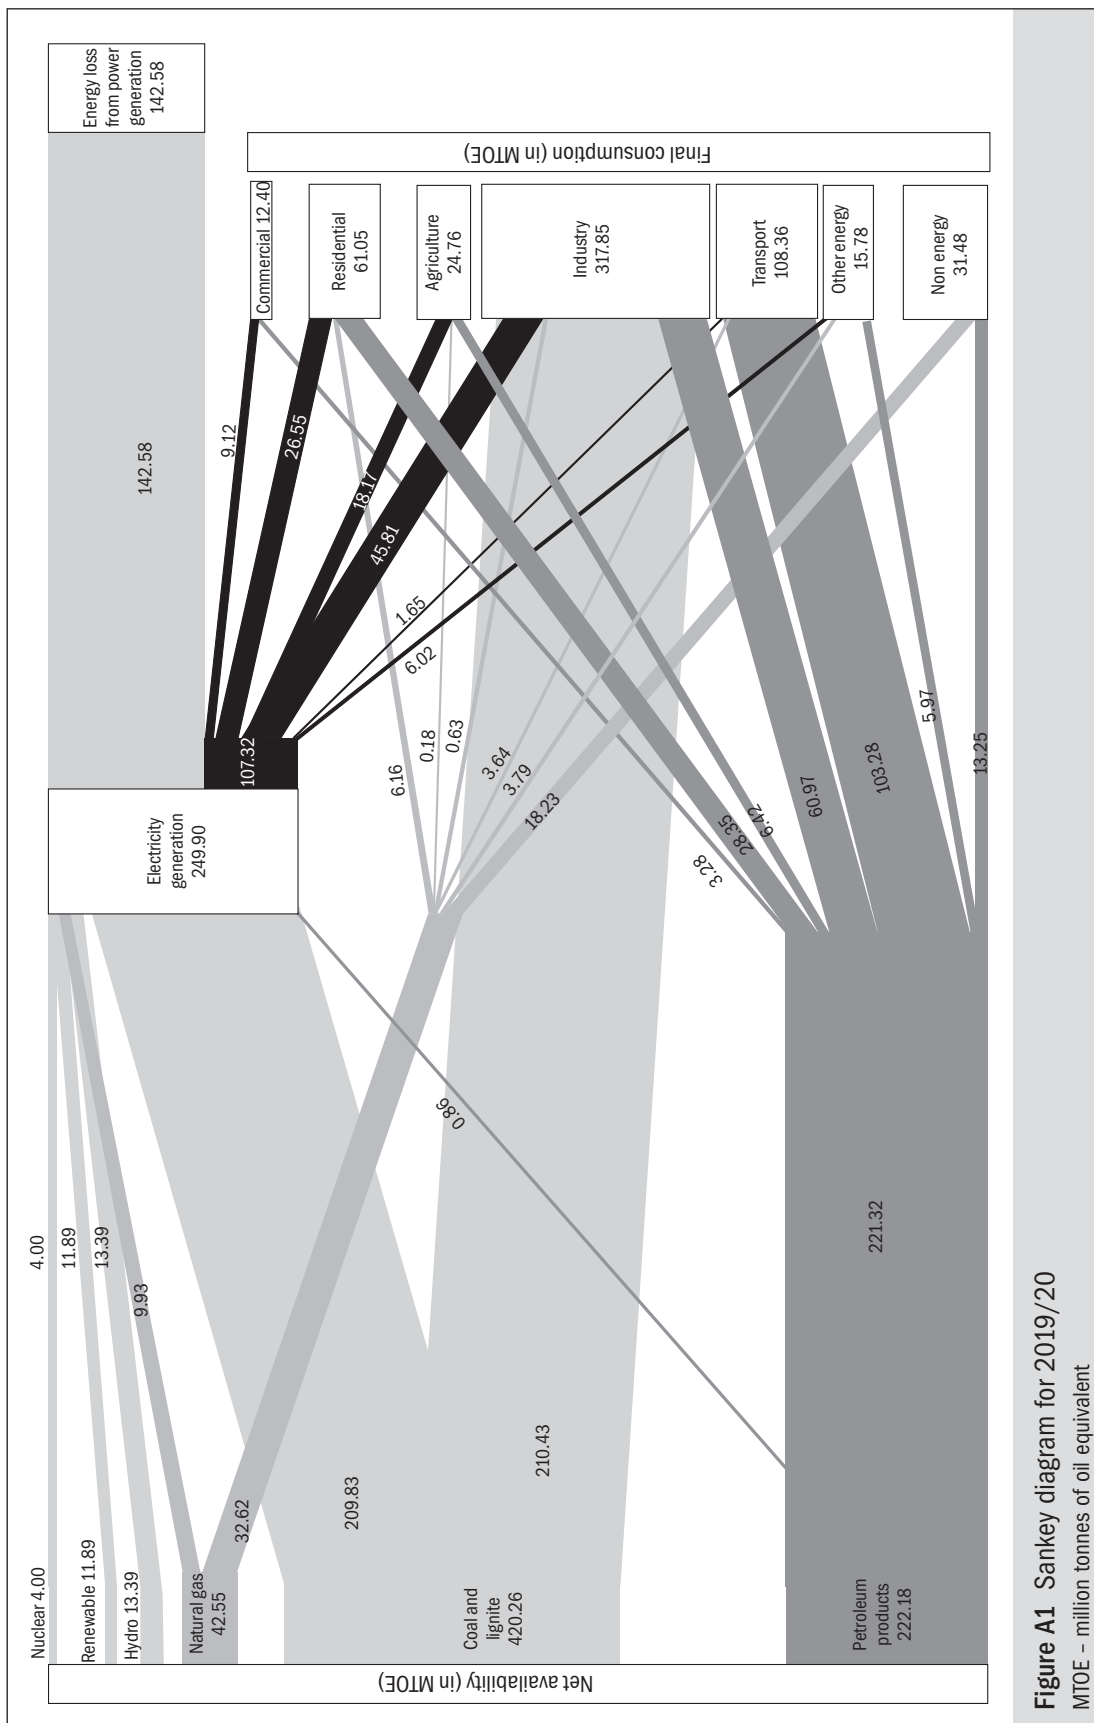 Net availability (in MTOE)
Nuclear 4.00
Renewable 11.89
Hydro 13.39
Natural gas
42.55
Coal and
lignite
420.26
Petroleum
products
222.18
4.00
11.89
13.39
9.93
32.62
209.83
210.43
0.86
221.32
Electricity
generation
249.90
107.32
142.58
Energy loss
from power
generation
142.58
9.12
26.55
18.17
45.81
1.65
6.02
6.16
0.18
0.63
3.64
3.79
18.23
3.28
28.35
6.42
60.97
103.28
5.97
13.25
Commercial 12.40
Residential
61.05
Agriculture
24.76
Industry
317.85
Transport
108.36
Other energy
15.78
Non energy
31.48
Final consumption (in MTOE)
Figure A1 Sankey diagram for 2019/20
MTOE – million tonnes of oil equivalent